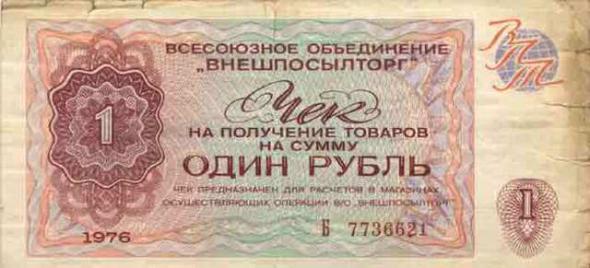 ВСЕСОЮЗНОЕ ОБЪЕДИНЕНИЕ
„ВНЕШПОСЫЛТОРГ"
ВПТ
Чек
НА ПОЛУЧЕНИЕ ТОВАРОВ
НА СУММУ
1
ОДИН РУБЛЬ
ЧЕК ПРЕДНАЗНАЧЕН ДЛЯ РАСЧЕТОВ В МАГАЗИНАХ,
ОСУЩЕСТВЛЯЮЩИХ ОПЕРАЦИИ В/О „ВНЕШПОСЫЛТОРГ"
1
1976
Б 7736621